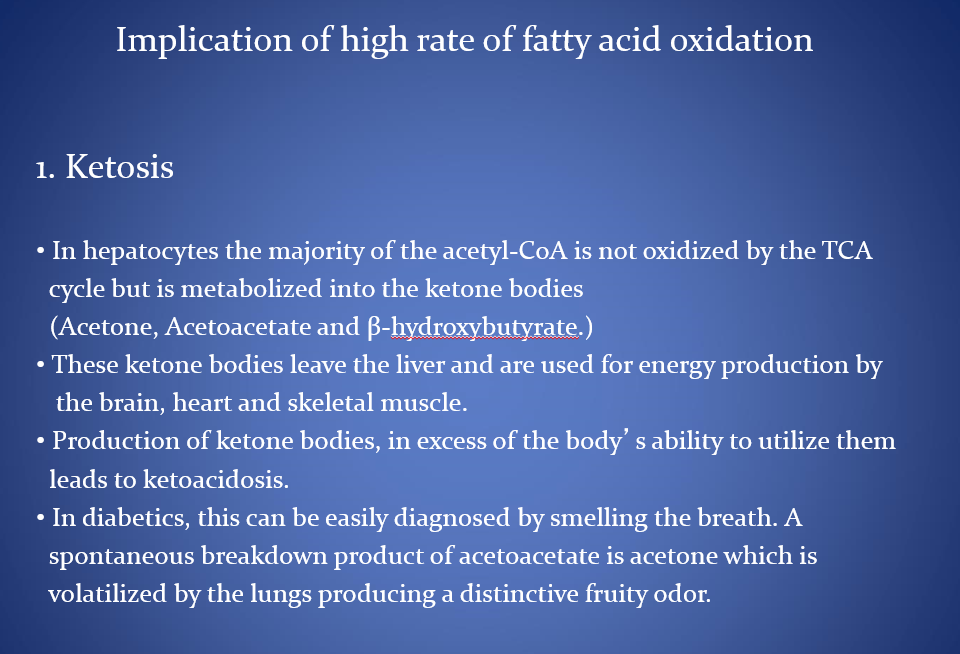 Implication of high rate of fatty acid oxidation
1. Ketosis
• In hepatocytes the majority of the acetyl-CoA is not oxidized by the TCA
cycle but is metabolized into the ketone bodies
(Acetone, Acetoacetate and β-hydroxybutyrate.)
• These ketone bodies leave the liver and are used for energy production by
the brain, heart and skeletal muscle.
• Production of ketone bodies, in excess of the body’ s ability to utilize them
leads to ketoacidosis.
• In diabetics, this can be easily diagnosed by smelling the breath. A
spontaneous breakdown product of acetoacetate is acetone which is
volatilized by the lungs producing a distinctive fruity odor.